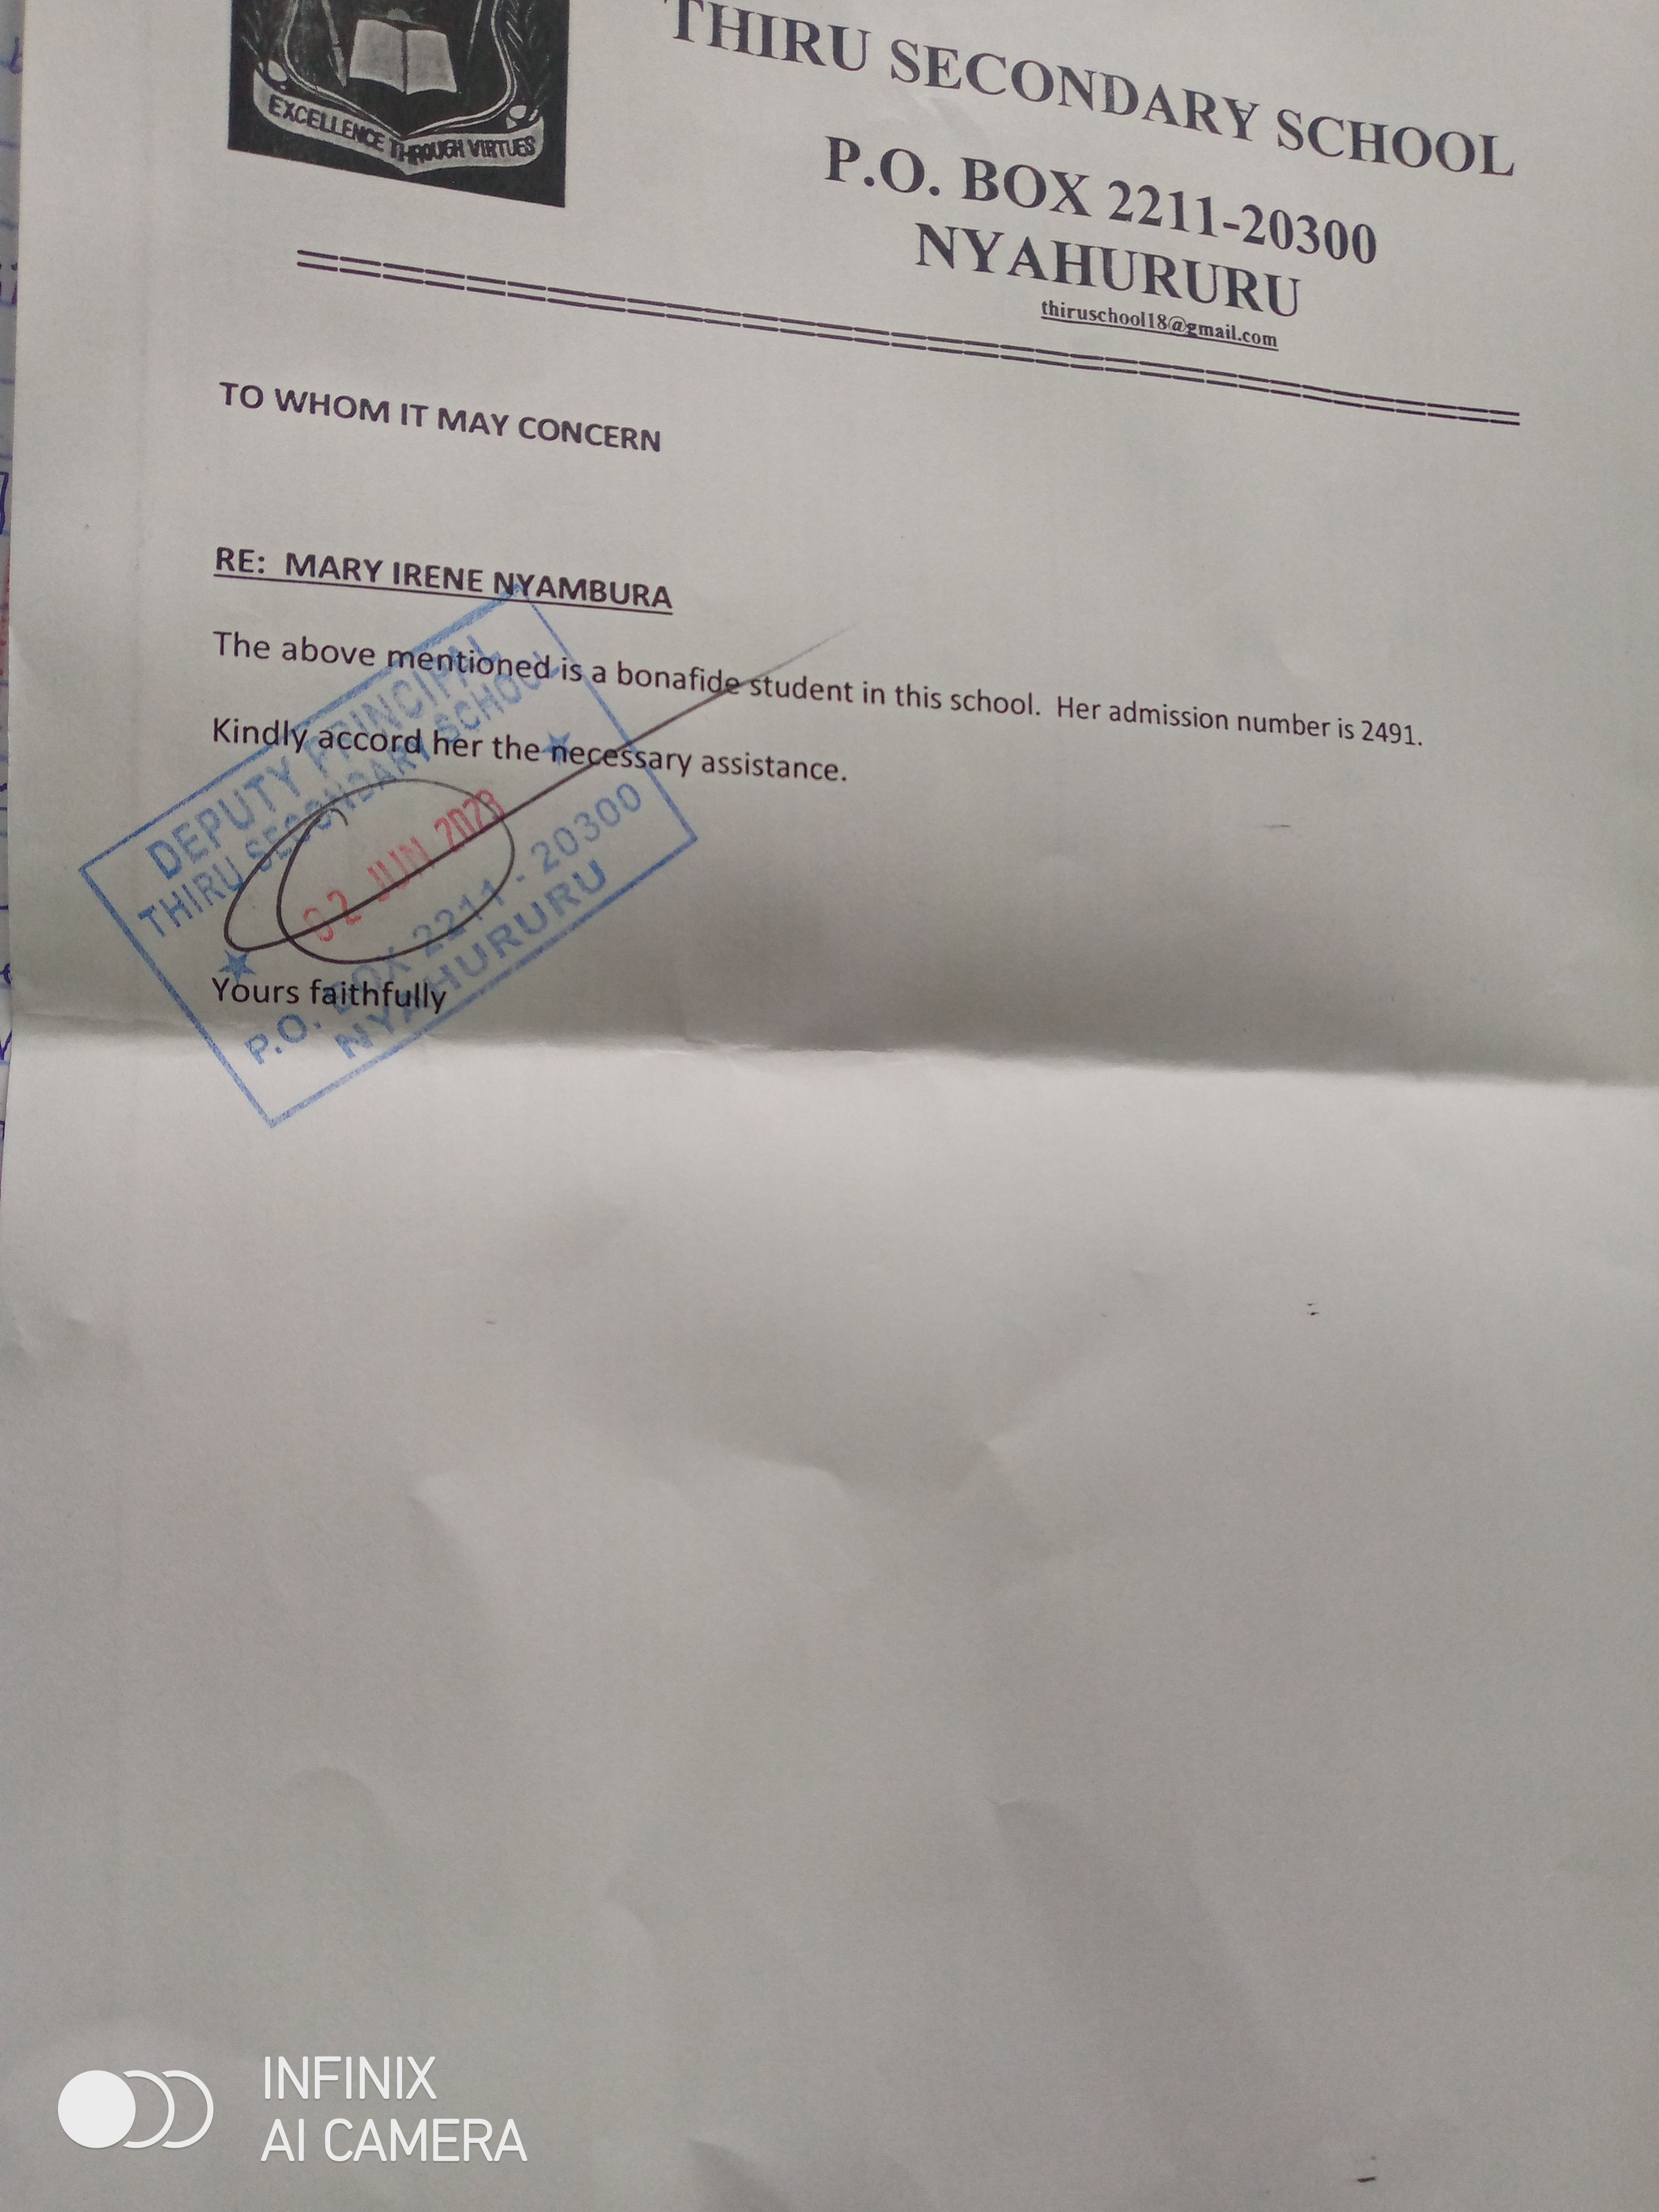 EXCELLENCE THROUGH VIRTUES
THIRU SECONDARY SCHOOL
P.O. BOX 2211-20300
NYAHURURU
thiruschool18@gmail.com
TO WHOM IT MAY CONCERN
RE: MARY IRENE NYAMBURA
The above mentioned is a bonafide student in this school. Her admission number is 2491.
Kindly accord her the necessary assistance.
DEPUTY PRINCIPAL
THIRU SECONDARY SCHOOL
02 JUN 2023
P.O. BOX 2211 - 20300
NYAHURURU
Yours faithfully
INFINIX
AI CAMERA